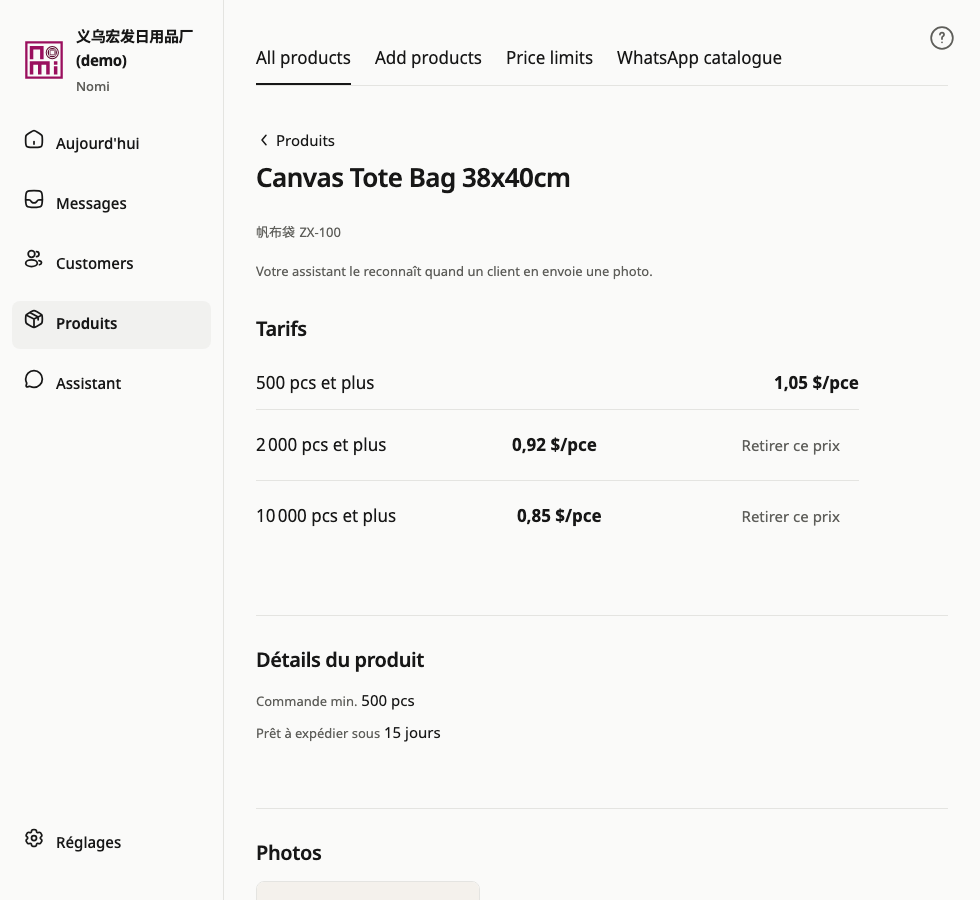 义乌宏发日用品厂
(demo)
Nomi
Aujourd'hui
Messages
Customers
Produits
Assistant
Réglages
All products
Add products
Price limits
WhatsApp catalogue
Produits
Canvas Tote Bag 38x40cm
帆布袋 ZX-100
Votre assistant le reconnaît quand un client en envoie une photo.
Tarifs
500 pcs et plus 1,05 $/pce
2 000 pcs et plus 0,92 $/pce Retirer ce prix
10 000 pcs et plus 0,85 $/pce Retirer ce prix
Détails du produit
Commande min. 500 pcs
Prêt à expédier sous 15 jours
Photos